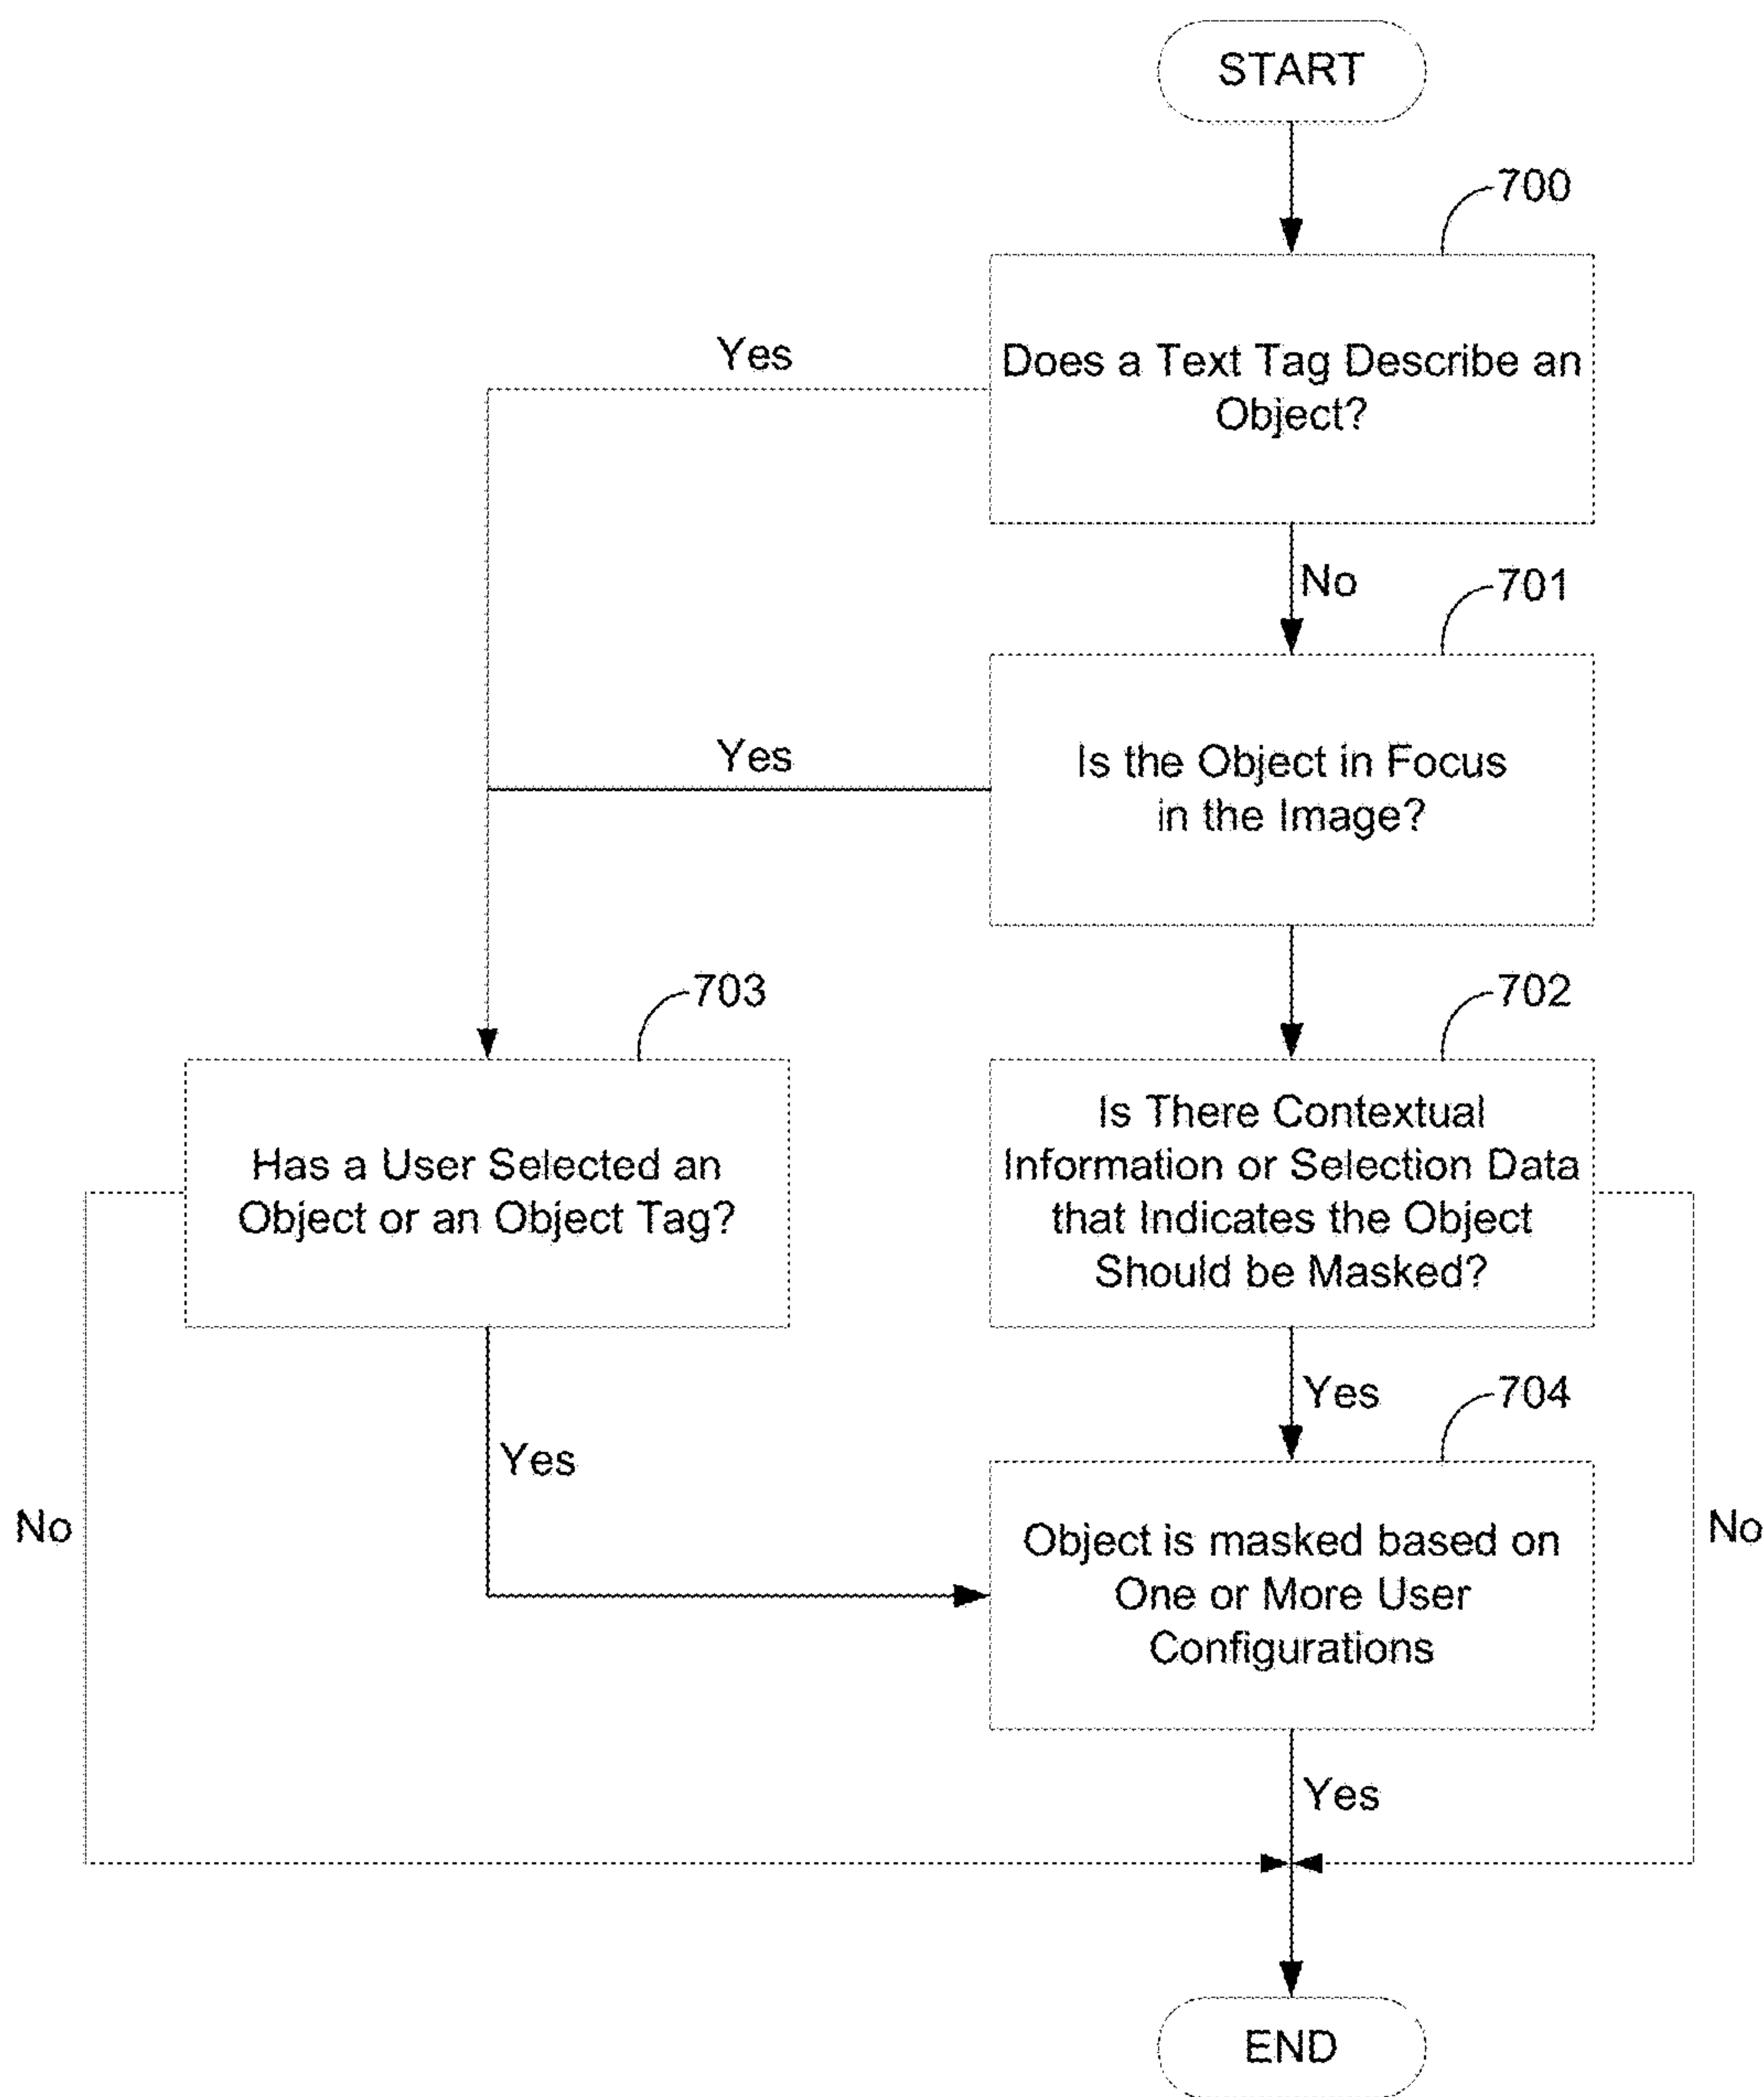 START
700
Does a Text Tag Describe an
Object?
Yes
No
701
Is the Object in Focus
in the Image?
Yes
703
Has a User Selected an
Object or an Object Tag?
702
Is There Contextual
Information or Selection Data
that Indicates the Object
Should be Masked?
Yes
704
Yes
No
Object is masked based on
One or More User
Configurations
No
Yes
END